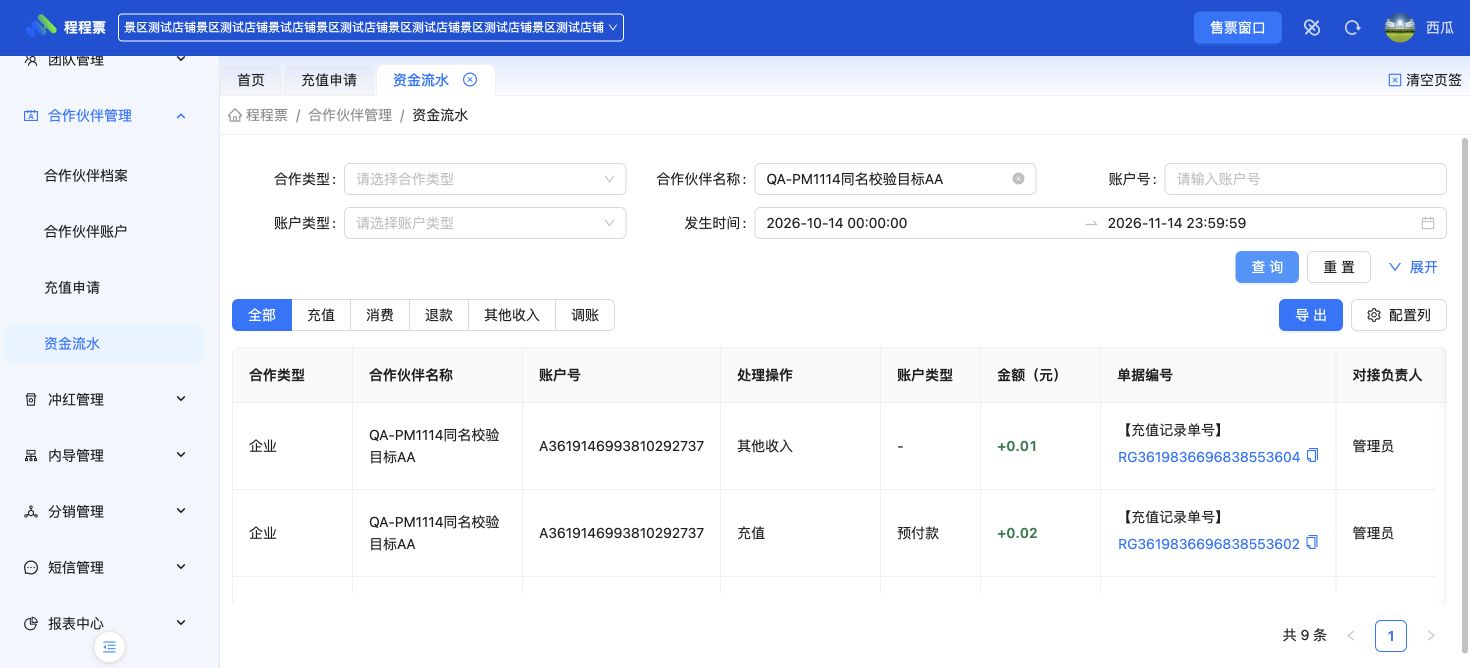 程程票
景区测试店铺景区测试店铺景试店铺景区测试店铺景区测试店铺景区测试店铺景区测试店铺
售票窗口
西瓜
团队管理
合作伙伴管理
合作伙伴档案
合作伙伴账户
充值申请
资金流水
冲红管理
内导管理
分销管理
短信管理
报表中心
首页 充值申请 资金流水
清空页签
程程票 / 合作伙伴管理 / 资金流水
合作类型: 请选择合作类型 合作伙伴名称: QA-PM1114同名校验目标AA 账户号: 请输入账户号
账户类型: 请选择账户类型 发生时间: 2026-10-14 00:00:00 → 2026-11-14 23:59:59
查 询 重 置 展开
全部 充值 消费 退款 其他收入 调账
导 出 配置列
合作类型 合作伙伴名称 账户号 处理操作 账户类型 金额（元） 单据编号 对接负责人
企业 QA-PM1114同名校验
目标AA A3619146993810292737 其他收入 - +0.01 【充值记录单号】
RG3619836696838553604 管理员
企业 QA-PM1114同名校验
目标AA A3619146993810292737 充值 预付款 +0.02 【充值记录单号】
RG3619836696838553602 管理员
共 9 条 1